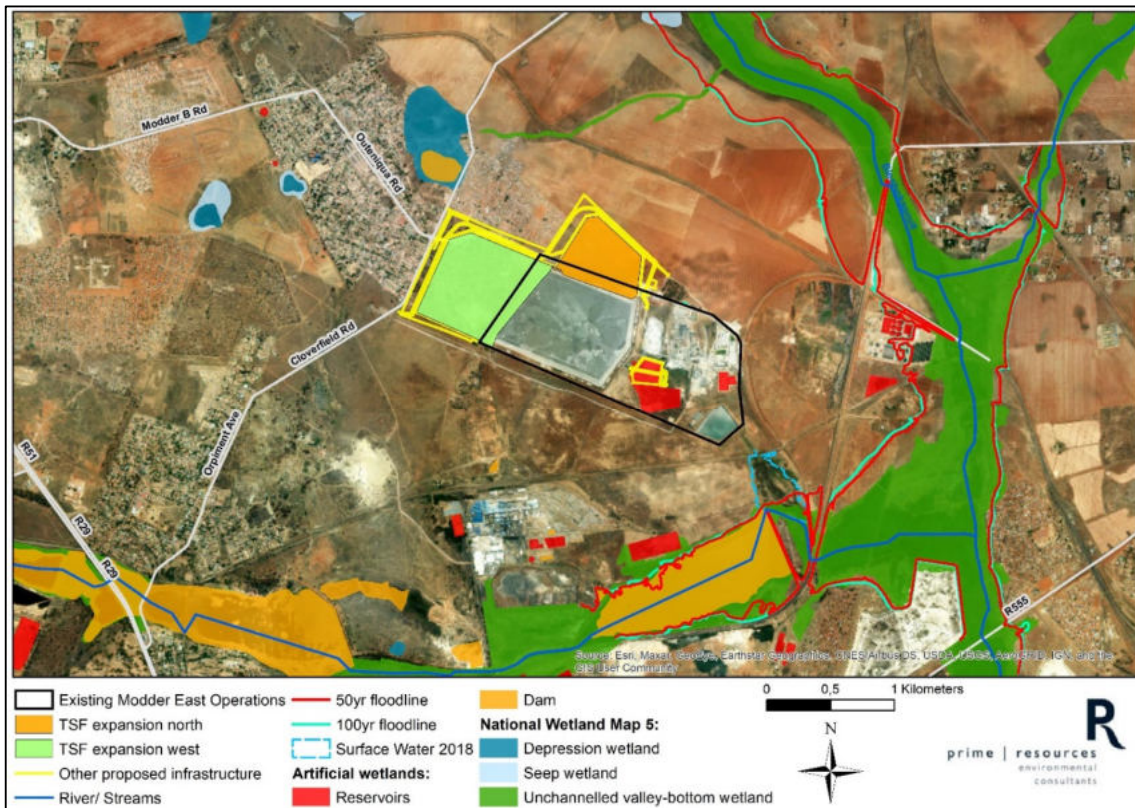 Modder B Rd
Outeniqua Rd
Cloverfield Rd
Orpiment Ave
R51
R29
R29
R555
Source: Esri, Maxar, GeoEye, Earthstar Geographics, CNES/Airbus DS, USDA, USGS, AeroGRID, IGN, and the
GIS User Community
Existing Modder East Operations
TSF expansion north
TSF expansion west
Other proposed infrastructure
River/ Streams
50yr floodline
100yr floodline
Surface Water 2018
Artificial wetlands:
Reservoirs
Dam
National Wetland Map 5:
Depression wetland
Seep wetland
Unchannelled valley-bottom wetland
0 0,5 1 Kilometers
N
R
prime | resources
environmental
consultants